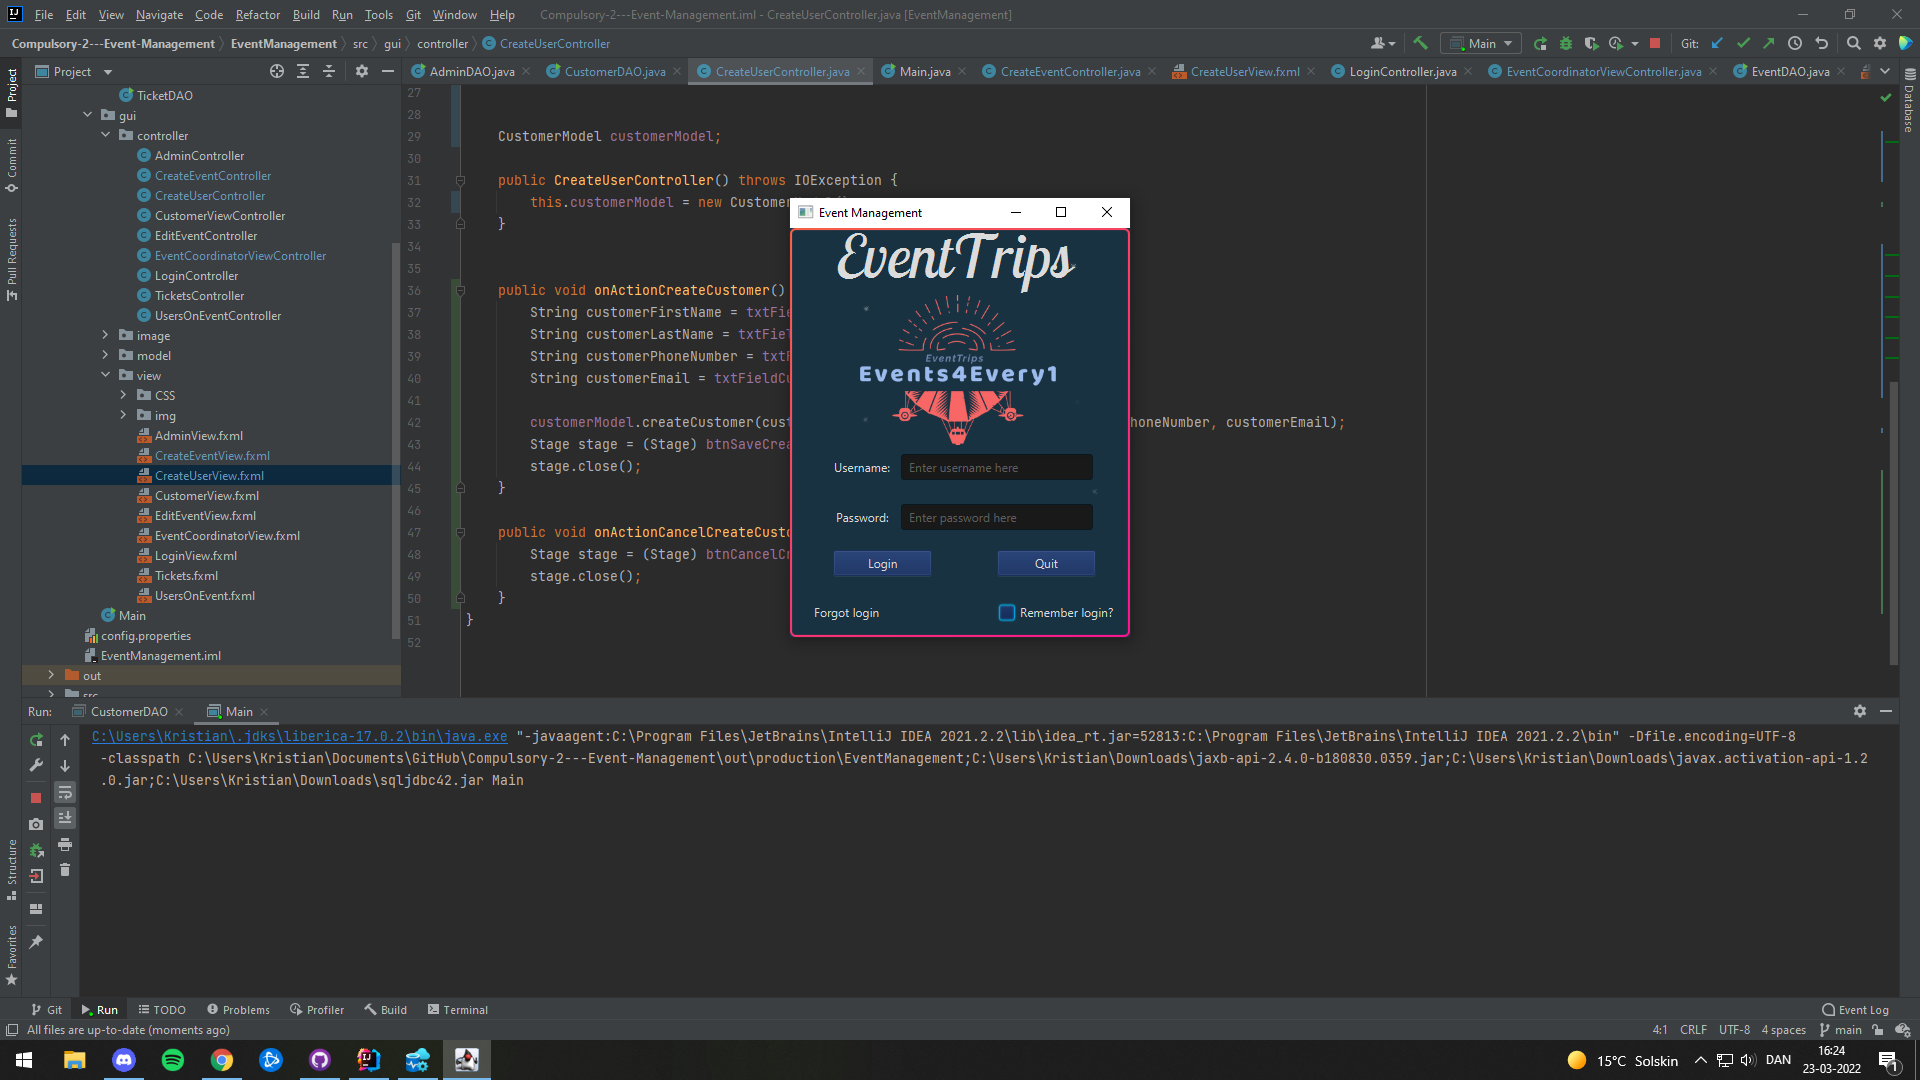 File Edit View Navigate Code Refactor Build Run Tools Git Window Help Compulsory-2---Event-Management.iml - CreateUserController.java [EventManagement]
Compulsory-2---Event-Management EventManagement src gui controller CreateUserController Main Git:
Project AdminDAO.java CustomerDAO.java CreateUserController.java Main.java CreateEventController.java CreateUserView.fxml LoginController.java EventCoordinatorViewController.java EventDAO.java
Project
Commit
Pull Requests
Structure
Favorites
Database
TicketDAO
gui
controller
AdminController
CreateEventController
CreateUserController
CustomerViewController
EditEventController
EventCoordinatorViewController
LoginController
TicketsController
UsersOnEventController
image
model
view
CSS
img
AdminView.fxml
CreateEventView.fxml
CreateUserView.fxml
CustomerView.fxml
EditEventView.fxml
EventCoordinatorView.fxml
LoginView.fxml
Tickets.fxml
UsersOnEvent.fxml
Main
config.properties
EventManagement.iml
out
src
27
28
29 CustomerModel customerModel;
30
31 public CreateUserController() throws IOException {
32 this.customerModel = new Customer
33 }
34
35
36 public void onActionCreateCustomer()
37 String customerFirstName = txtFie
38 String customerLastName = txtFiel
39 String customerPhoneNumber = txtF
40 String customerEmail = txtFieldCu
41
42 customerModel.createCustomer(cust honeNumber, customerEmail);
43 Stage stage = (Stage) btnSaveCrea
44 stage.close();
45 }
46
47 public void onActionCancelCreateCusto
48 Stage stage = (Stage) btnCancelCr
49 stage.close();
50 }
51 }
52
Event Management
EventTrips
EventTrips
Events4Every1
Username: Enter username here
Password: Enter password here
Login Quit
Forgot login Remember login?
Run: CustomerDAO Main
C:\Users\Kristian\.jdks\liberica-17.0.2\bin\java.exe "-javaagent:C:\Program Files\JetBrains\IntelliJ IDEA 2021.2.2\lib\idea_rt.jar=52813:C:\Program Files\JetBrains\IntelliJ IDEA 2021.2.2\bin" -Dfile.encoding=UTF-8
-classpath C:\Users\Kristian\Documents\GitHub\Compulsory-2---Event-Management\out\production\EventManagement;C:\Users\Kristian\Downloads\jaxb-api-2.4.0-b180830.0359.jar;C:\Users\Kristian\Downloads\javax.activation-api-1.2
.0.jar;C:\Users\Kristian\Downloads\sqljdbc42.jar Main
Git Run TODO Problems Profiler Build Terminal Event Log
All files are up-to-date (moments ago) 4:1 CRLF UTF-8 4 spaces main
15°C Solskin DAN 16:24
23-03-2022
1